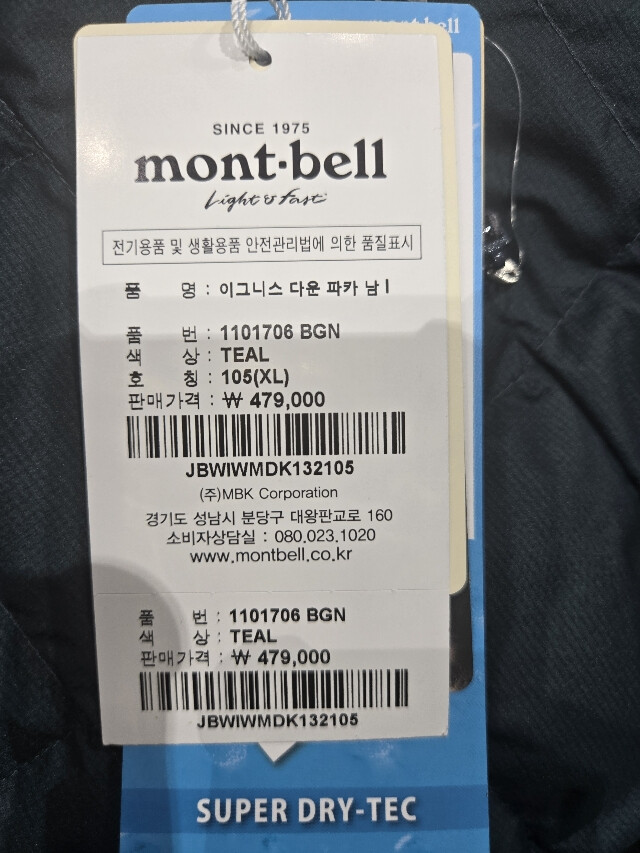 mont-bell
SINCE 1975
mont-bell
Light & Fast
전기용품 및 생활용품 안전관리법에 의한 품질표시
품 명 : 이그니스 다운 파카 남 I
품 번 : 1101706 BGN
색 상 : TEAL
호 칭 : 105(XL)
판매가격 : ₩ 479,000
JBWIWMDK132105
(주)MBK Corporation
경기도 성남시 분당구 대왕판교로 160
소비자상담실 : 080.023.1020
www.montbell.co.kr
품 번 : 1101706 BGN
색 상 : TEAL
판매가격 : ₩ 479,000
JBWIWMDK132105
SUPER DRY-TEC